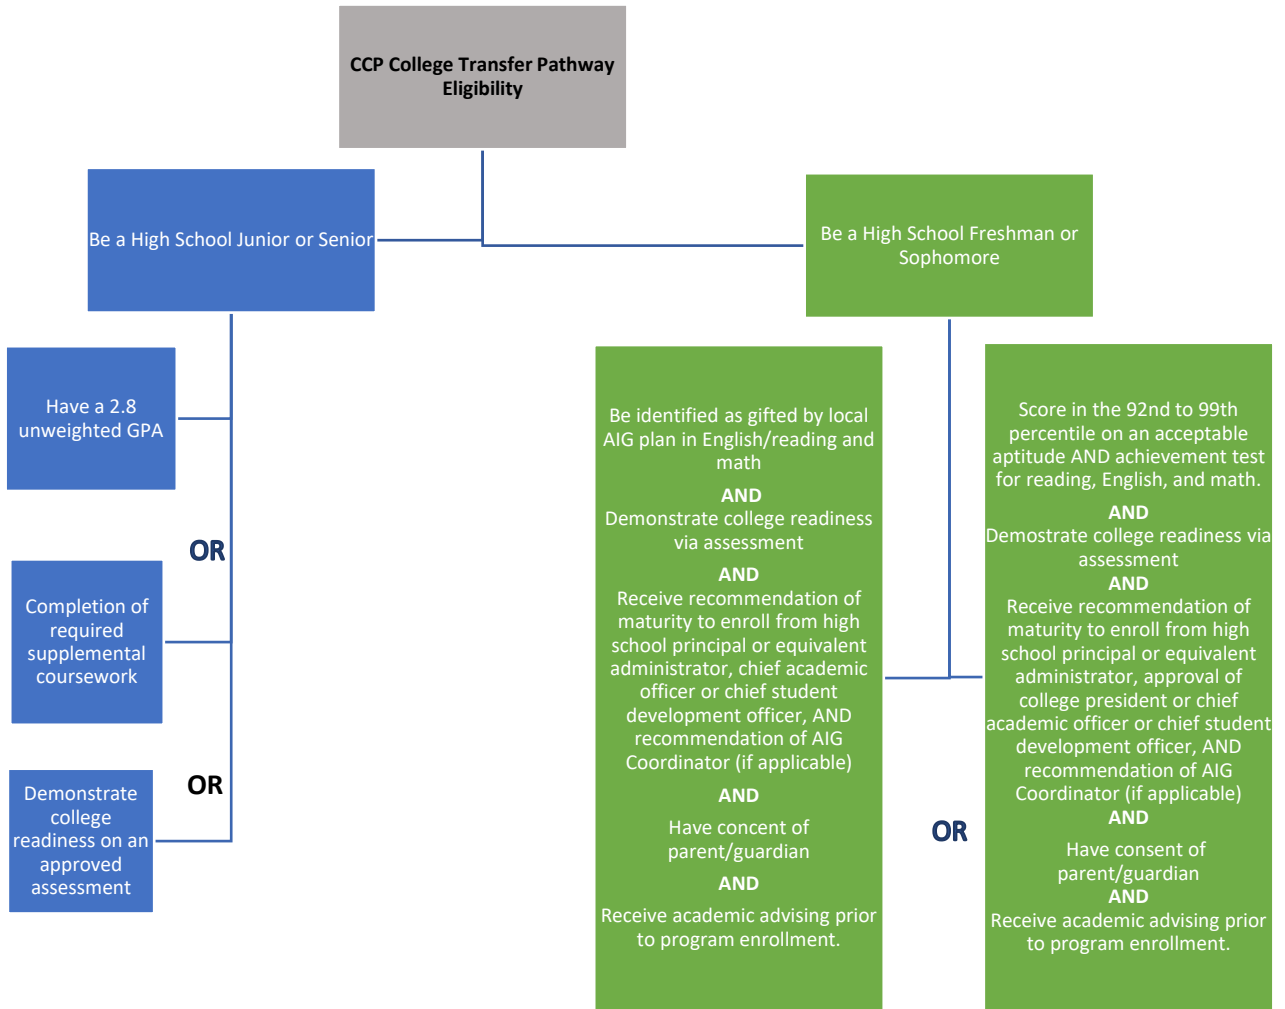 CCP College Transfer Pathway
Eligibility
Be a High School Junior or Senior
Be a High School Freshman or
Sophomore
Have a 2.8
unweighted GPA
OR
Completion of
required
supplemental
coursework
OR
Demonstrate
college
readiness on an
approved
assessment
Be identified as gifted by local
AIG plan in English/reading and
math
AND
Demonstrate college readiness
via assessment
AND
Receive recommendation of
maturity to enroll from high
school principal or equivalent
administrator, chief academic
officer or chief student
development officer, AND
recommendation of AIG
Coordinator (if applicable)
AND
Have concent of
parent/guardian
AND
Receive academic advising prior
to program enrollment.
OR
Score in the 92nd to 99th
percentile on an acceptable
aptitude AND achievement test
for reading, English, and math.
AND
Demostrate college readiness via
assessment
AND
Receive recommendation of
maturity to enroll from high
school principal or equivalent
administrator, approval of
college president or chief
academic officer or chief student
development officer, AND
recommendation of AIG
Coordinator (if applicable)
AND
Have consent of
parent/guardian
AND
Receive academic advising prior
to program enrollment.